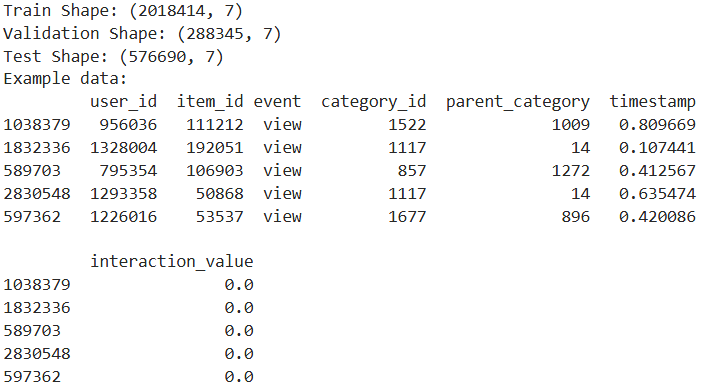 Train Shape: (2018414, 7)
Validation Shape: (288345, 7)
Test Shape: (576690, 7)
Example data:
user_id item_id event category_id parent_category timestamp
1038379 956036 111212 view 1522 1009 0.809669
1832336 1328004 192051 view 1117 14 0.107441
589703 795354 106903 view 857 1272 0.412567
2830548 1293358 50868 view 1117 14 0.635474
597362 1226016 53537 view 1677 896 0.420086
interaction_value
1038379 0.0
1832336 0.0
589703 0.0
2830548 0.0
597362 0.0